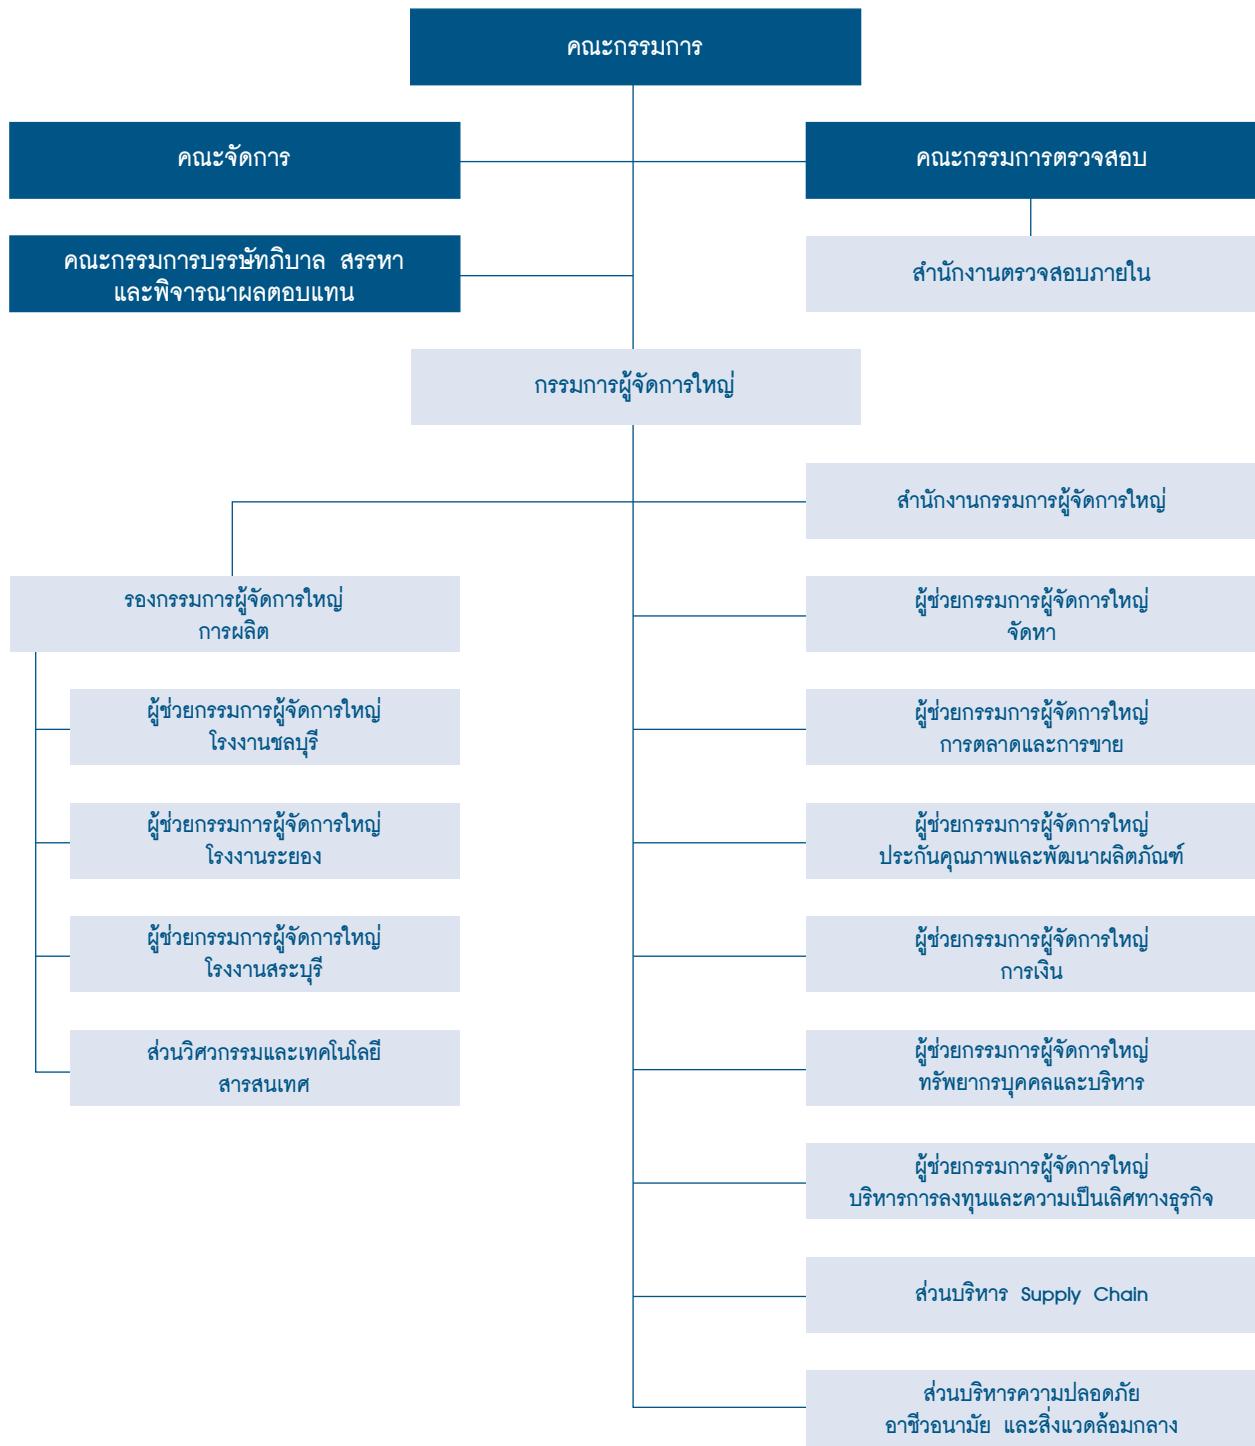 คณะกรรมการ
คณะจัดการ
คณะกรรมการตรวจสอบ
คณะกรรมการบรรษัทภิบาล สรรหา
และพิจารณาผลตอบแทน
สำนักงานตรวจสอบภายใน
กรรมการผู้จัดการใหญ่
สำนักงานกรรมการผู้จัดการใหญ่
รองกรรมการผู้จัดการใหญ่
การผลิต
ผู้ช่วยกรรมการผู้จัดการใหญ่
โรงงานชลบุรี
ผู้ช่วยกรรมการผู้จัดการใหญ่
โรงงานระยอง
ผู้ช่วยกรรมการผู้จัดการใหญ่
โรงงานสระบุรี
ส่วนวิศวกรรมและเทคโนโลยี
สารสนเทศ
ผู้ช่วยกรรมการผู้จัดการใหญ่
จัดหา
ผู้ช่วยกรรมการผู้จัดการใหญ่
การตลาดและการขาย
ผู้ช่วยกรรมการผู้จัดการใหญ่
ประกันคุณภาพและพัฒนาผลิตภัณฑ์
ผู้ช่วยกรรมการผู้จัดการใหญ่
การเงิน
ผู้ช่วยกรรมการผู้จัดการใหญ่
ทรัพยากรบุคคลและบริหาร
ผู้ช่วยกรรมการผู้จัดการใหญ่
บริหารการลงทุนและความเป็นเลิศทางธุรกิจ
ส่วนบริหาร Supply Chain
ส่วนบริหารความปลอดภัย
อาชีวอนามัย และสิ่งแวดล้อมกลาง